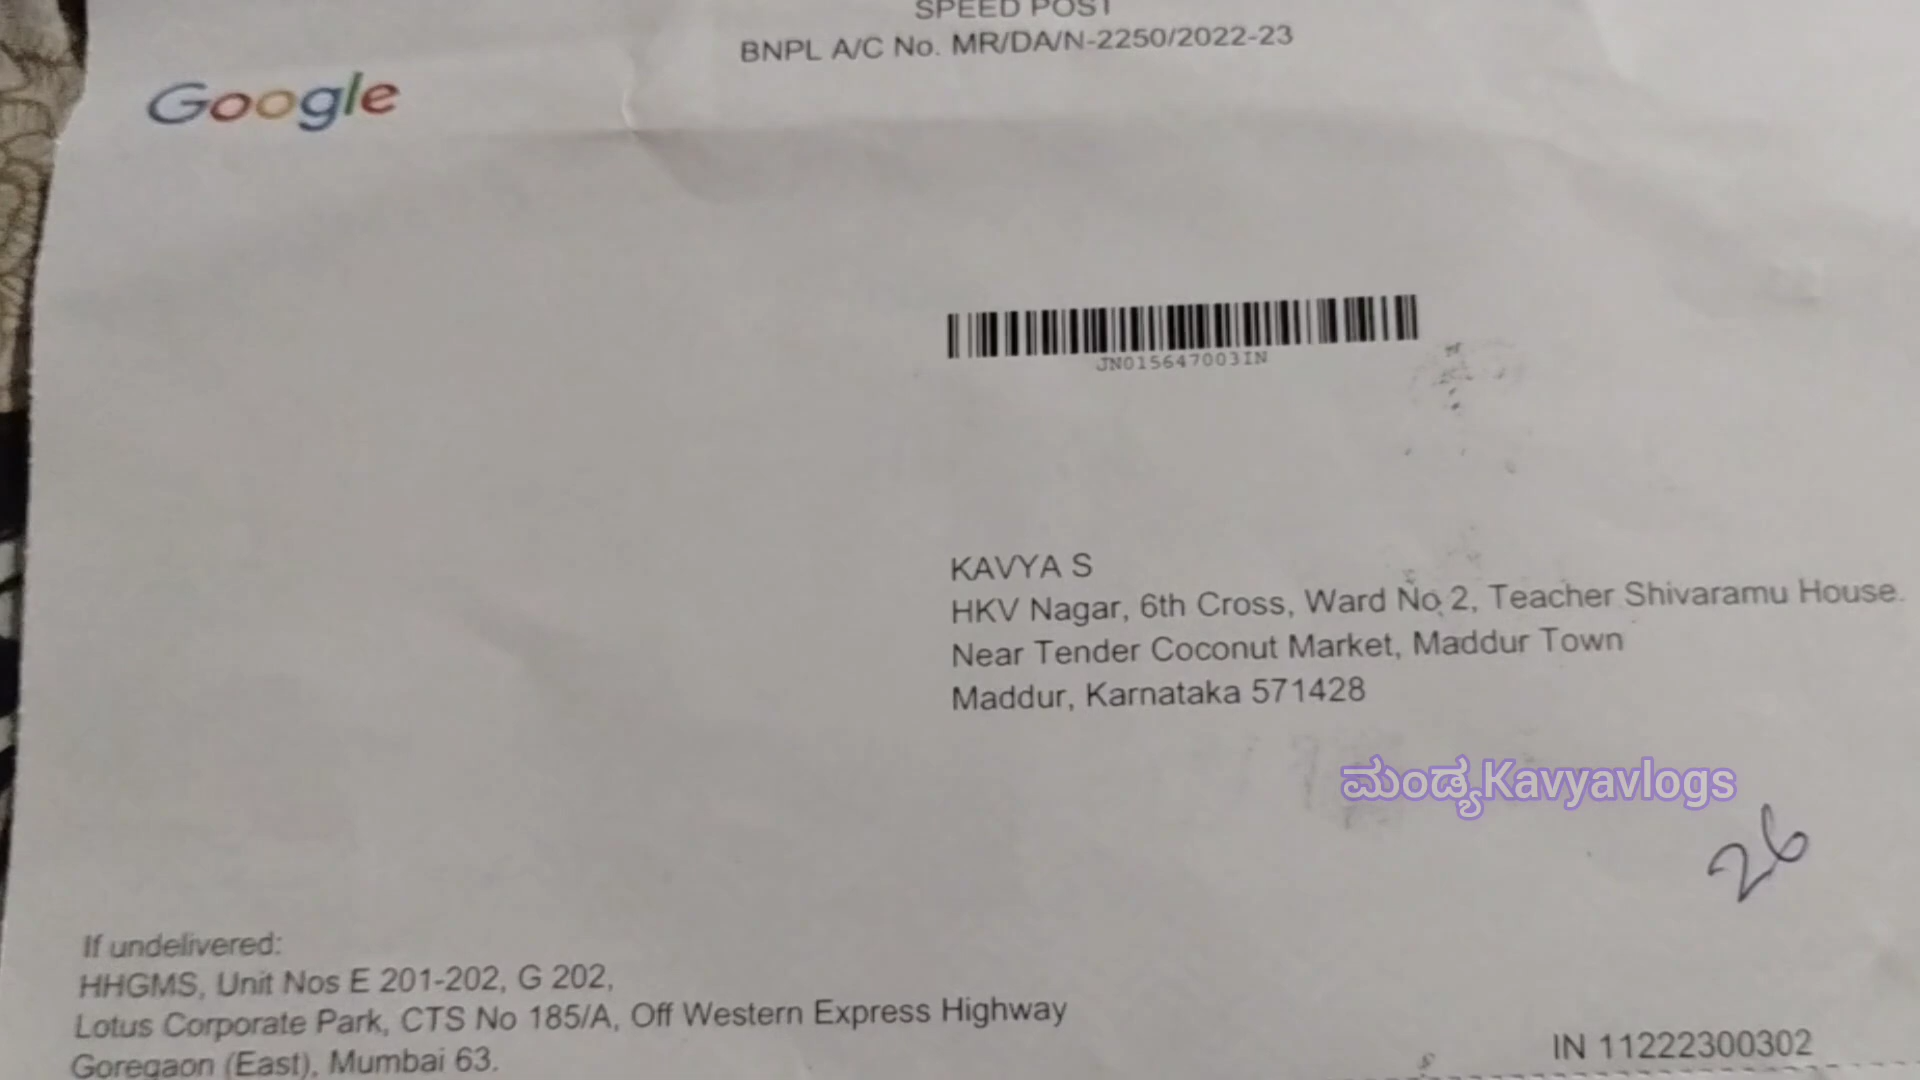 SPEED POST
BNPL A/C No. MR/DA/N-2250/2022-23
Google
JN015647003IN
KAVYA S
HKV Nagar, 6th Cross, Ward No 2, Teacher Shivaramu House.
Near Tender Coconut Market, Maddur Town
Maddur, Karnataka 571428
ಮಂಡ್ಯ Kavyavlogs
26
If undelivered:
HHGMS, Unit Nos E 201-202, G 202,
Lotus Corporate Park, CTS No 185/A, Off Western Express Highway
Goregaon (East), Mumbai 63.
IN 11222300302